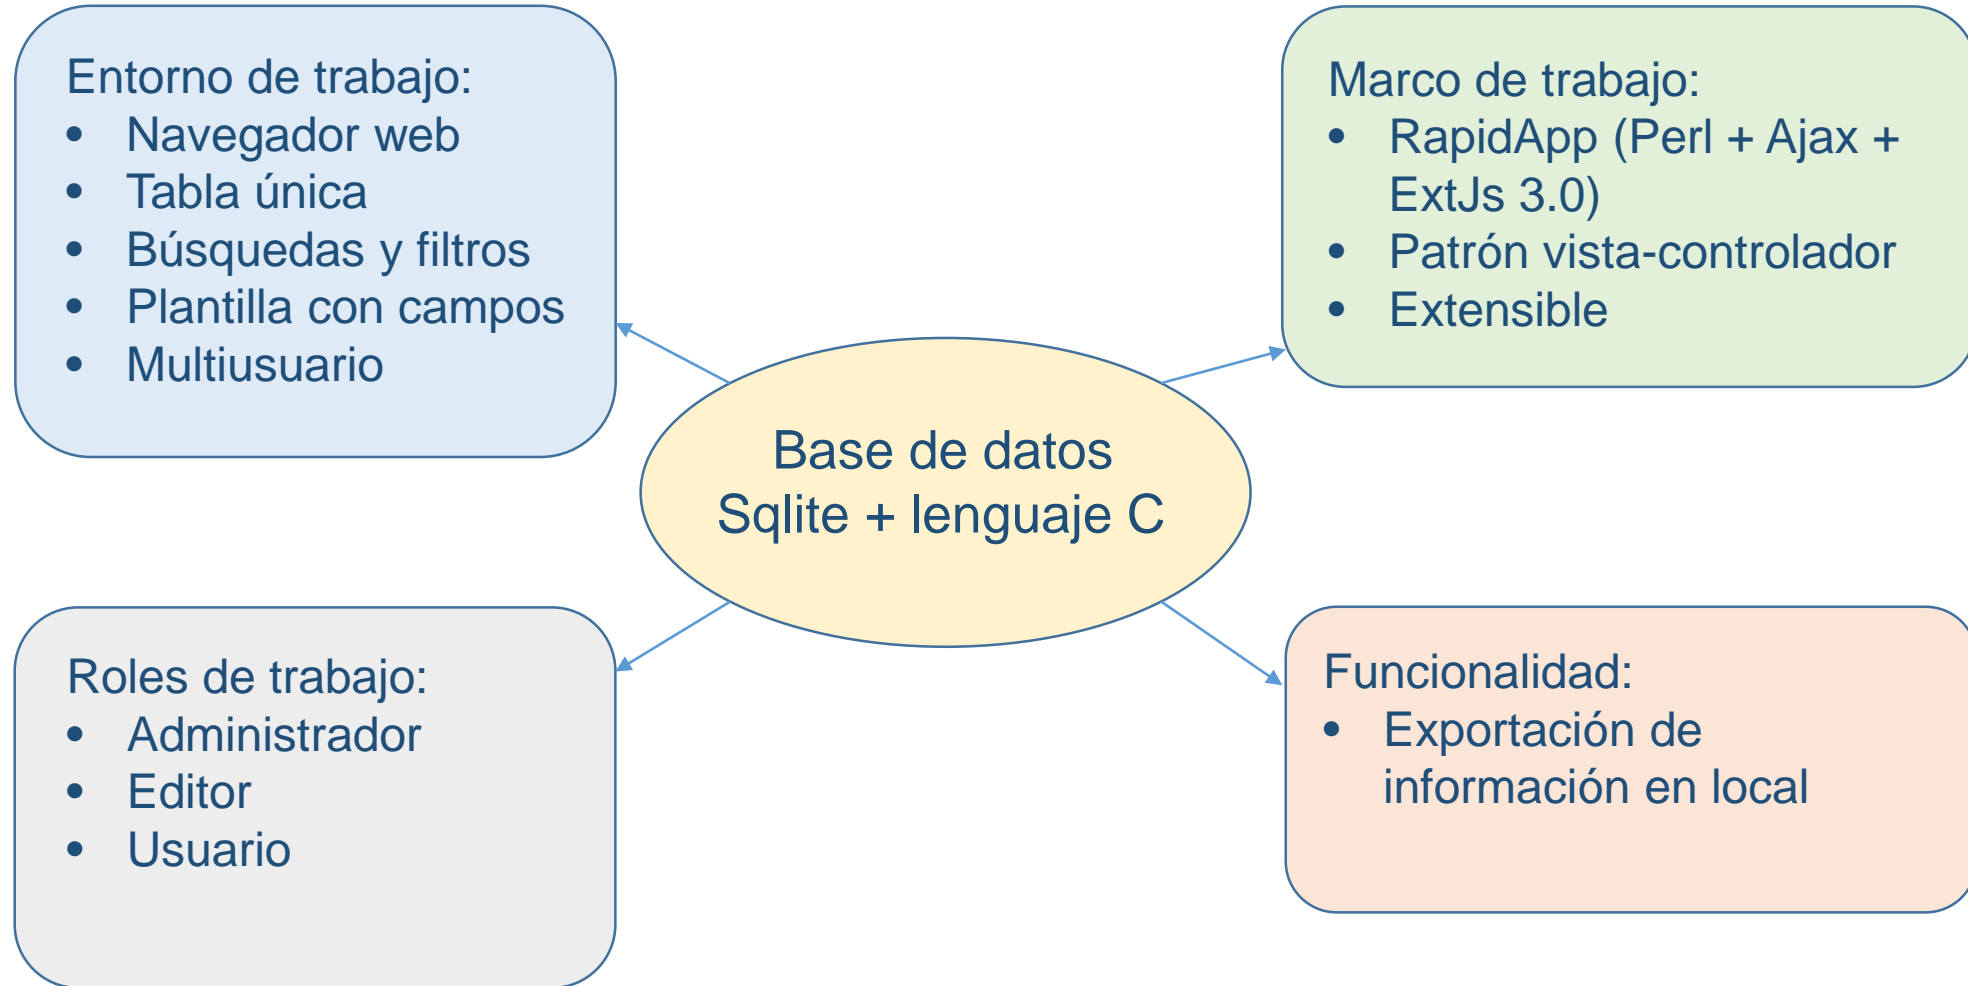 Entorno de trabajo:
• Navegador web
• Tabla única
• Búsquedas y filtros
• Plantilla con campos
• Multiusuario
Marco de trabajo:
• RapidApp (Perl + Ajax +
ExtJs 3.0)
• Patrón vista-controlador
• Extensible
Base de datos
Sqlite + lenguaje C
Roles de trabajo:
• Administrador
• Editor
• Usuario
Funcionalidad:
• Exportación de
información en local